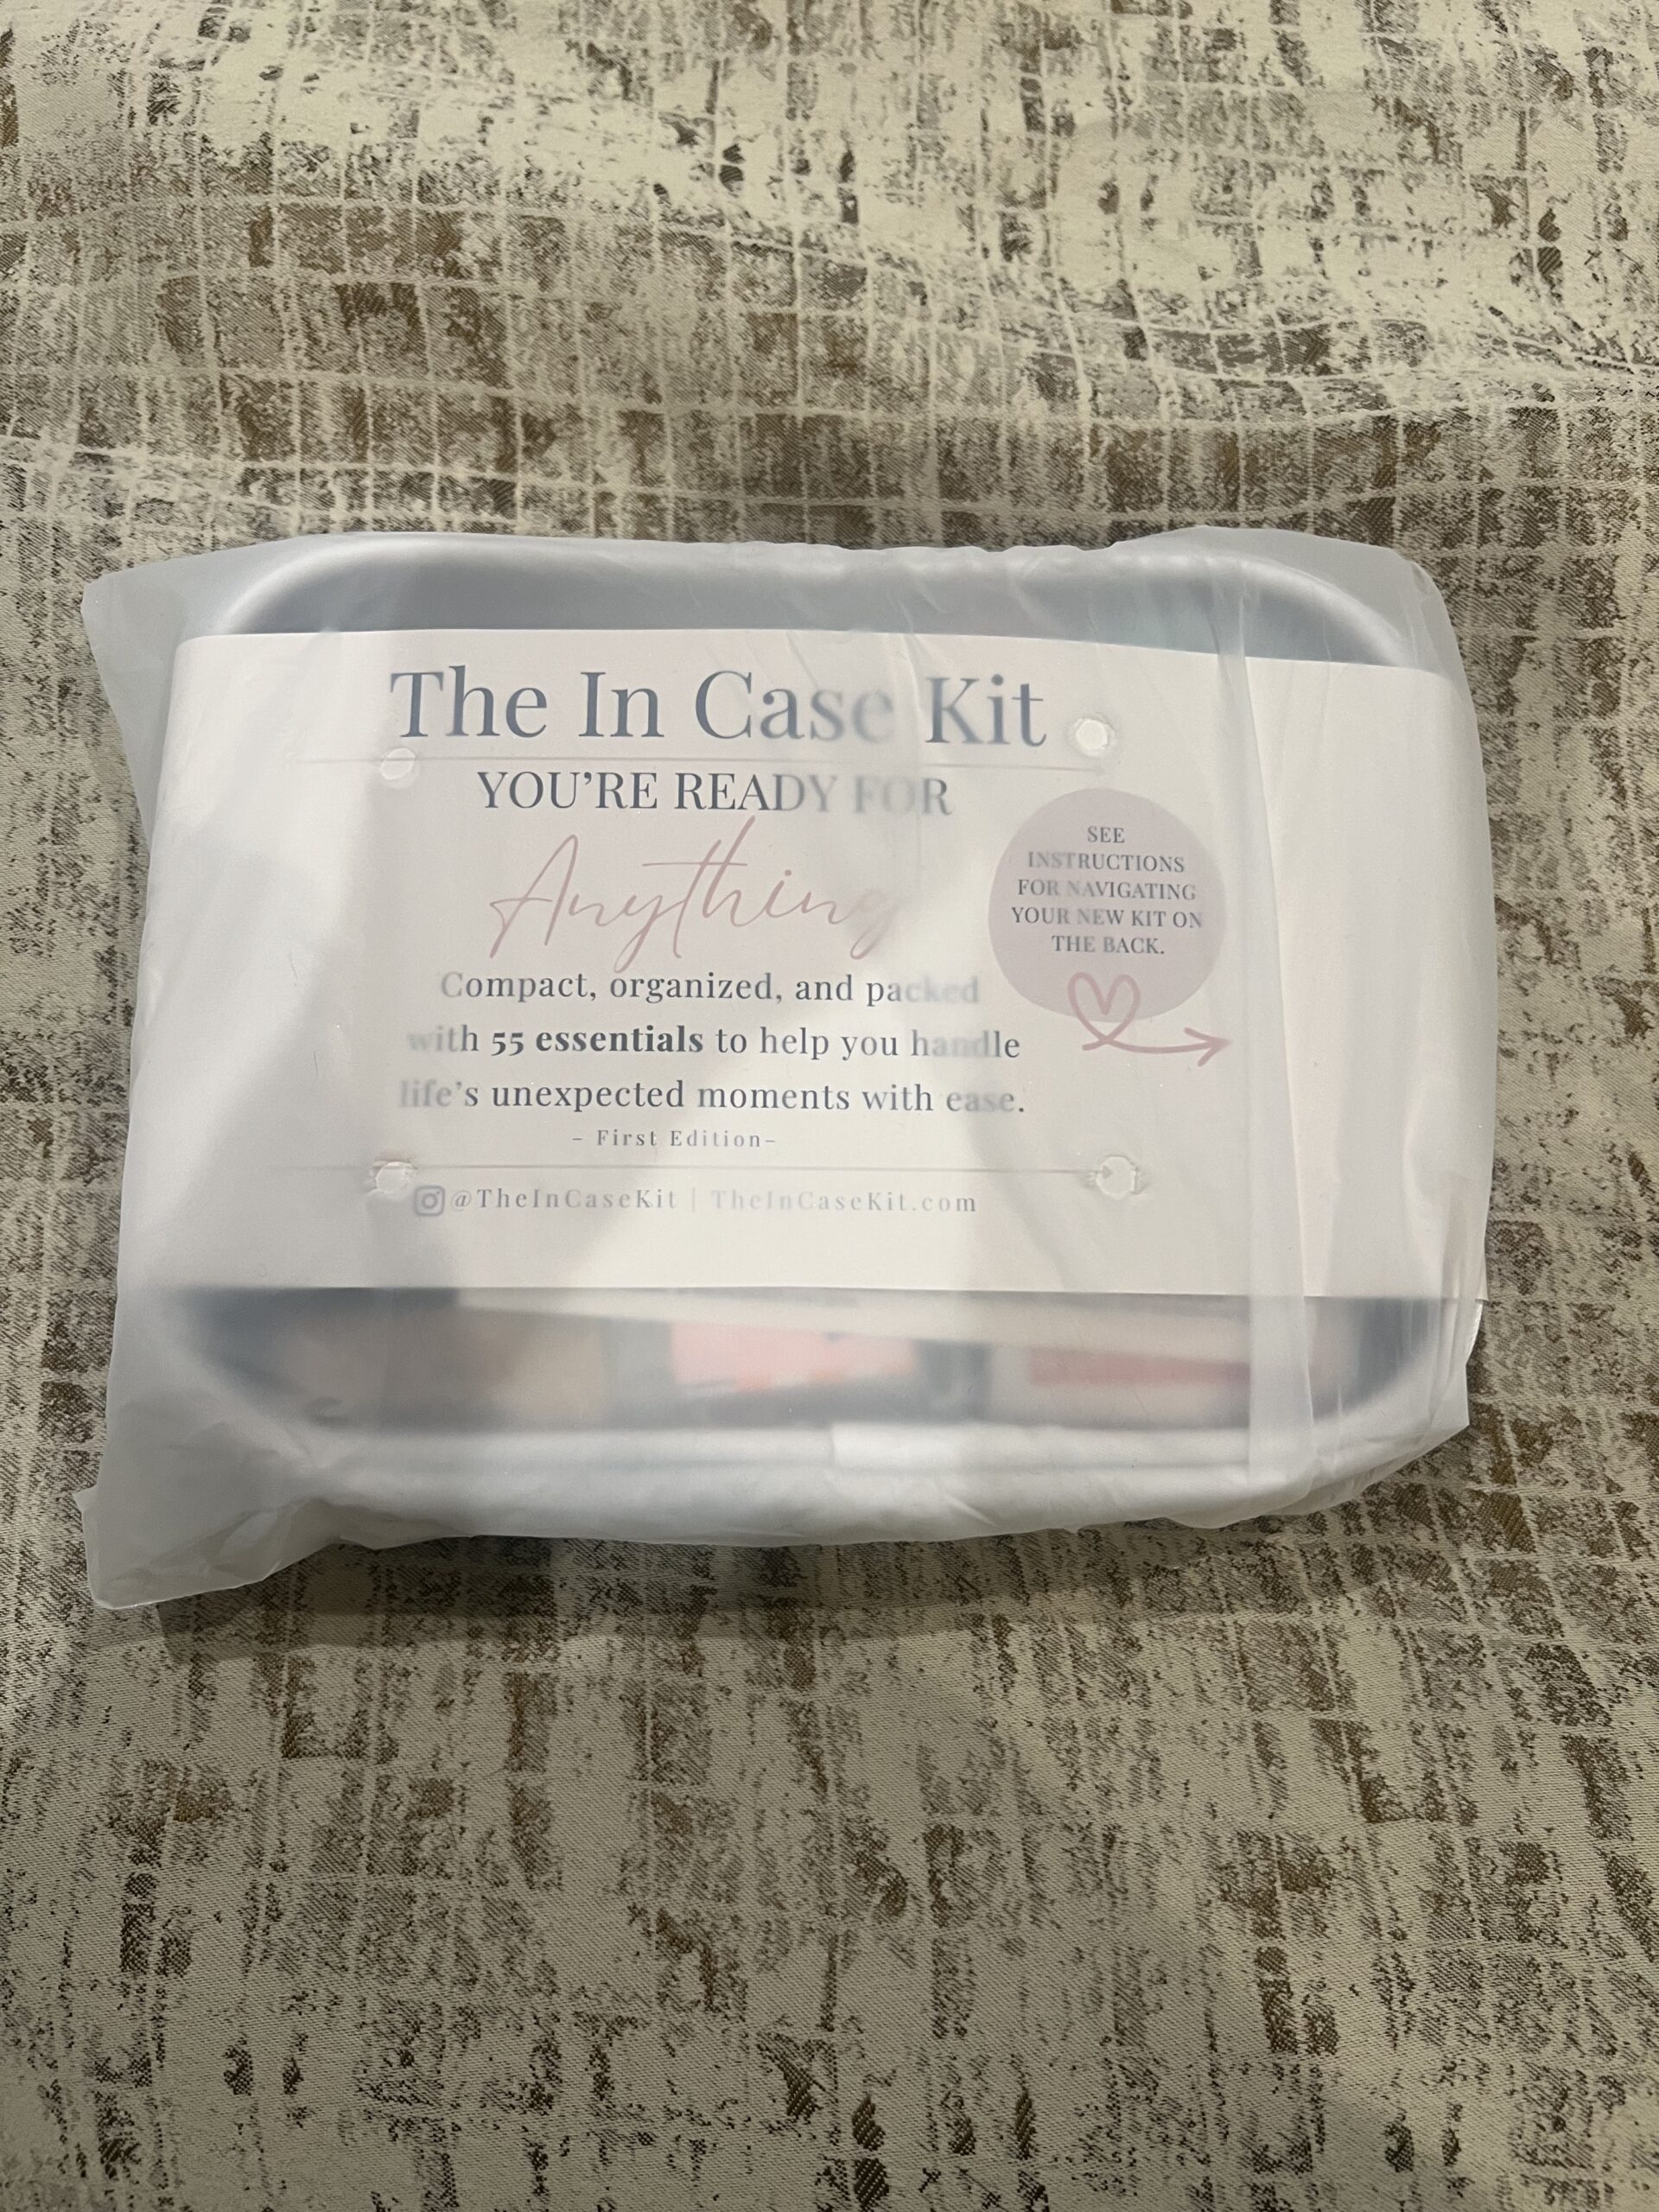 The In Case Kit
YOU'RE READY FOR
Anything
Compact, organized, and packed
with 55 essentials to help you handle
life's unexpected moments with ease.
– First Edition–
@TheInCaseKit | TheInCaseKit.com
SEE
INSTRUCTIONS
FOR NAVIGATING
YOUR NEW KIT ON
THE BACK.